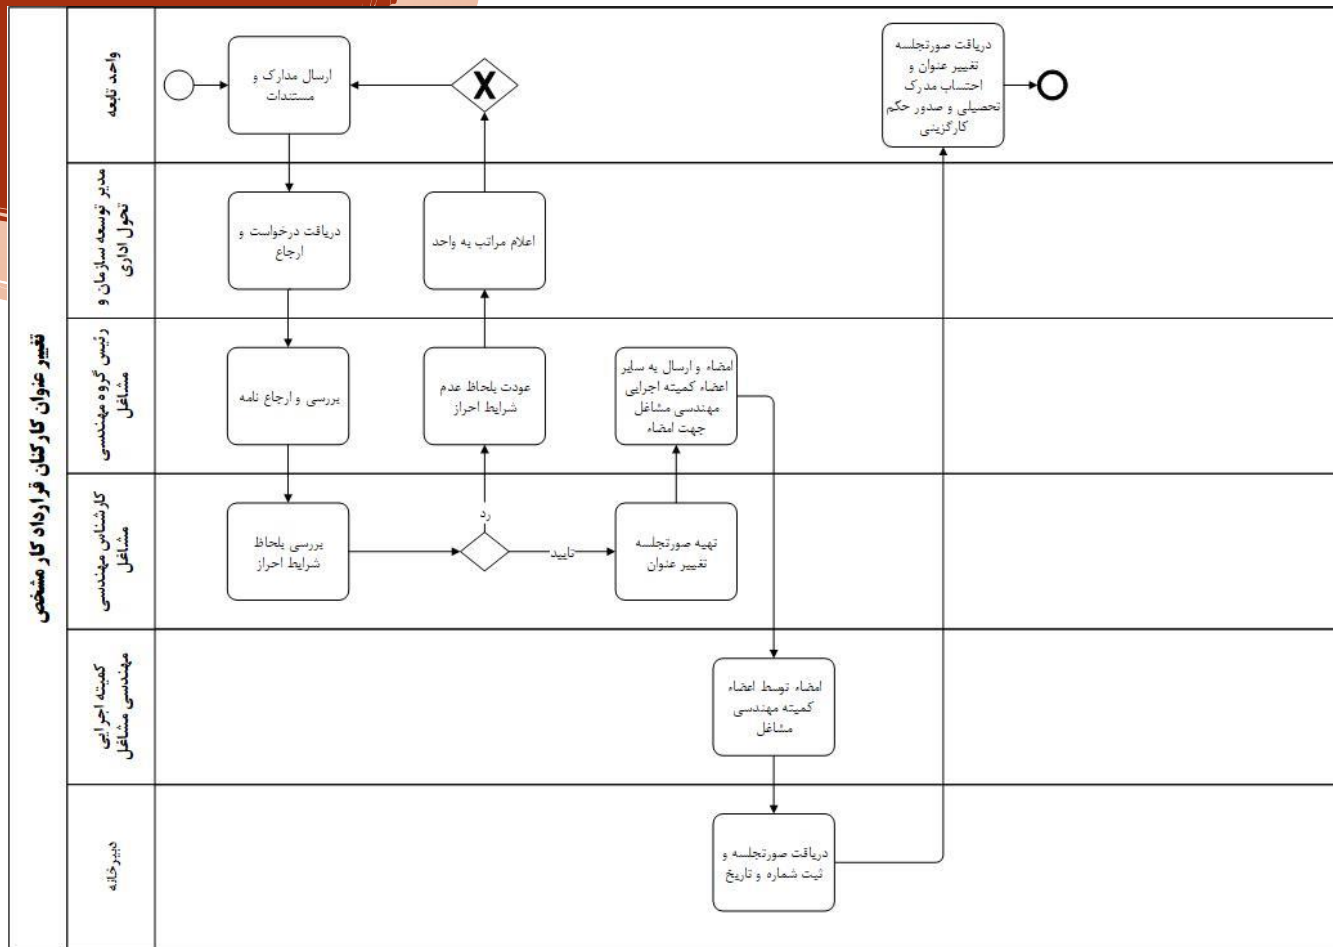 تغییر عنوان کارکنان قرارداد کار مشخص
واحد تابعه
ارسال مدارک و
مستندات
X
دریافت صورتجلسه
تغییر عنوان و
احتساب مدرک
تحصیلی و صدور حکم
کارگزینی
مدیر توسعه سازمان و
تحول اداری
دریافت درخواست و
ارجاع
اعلام مراتب به واحد
رئیس گروه مهندسی
مشاغل
بررسی و ارجاع نامه
عودت بلحاظ عدم
شرایط احراز
امضاء و ارسال به سایر
اعضاء کمیته اجرایی
مهندسی مشاغل
جهت امضاء
کارشناس مهندسی
مشاغل
بررسی بلحاظ
شرایط احراز
رد
تایید
تهیه صورتجلسه
تغییر عنوان
کمیته اجرایی
مهندسی مشاغل
امضاء توسط اعضاء
کمیته مهندسی
مشاغل
دبیرخانه
دریافت صورتجلسه و
ثبت شماره و تاریخ